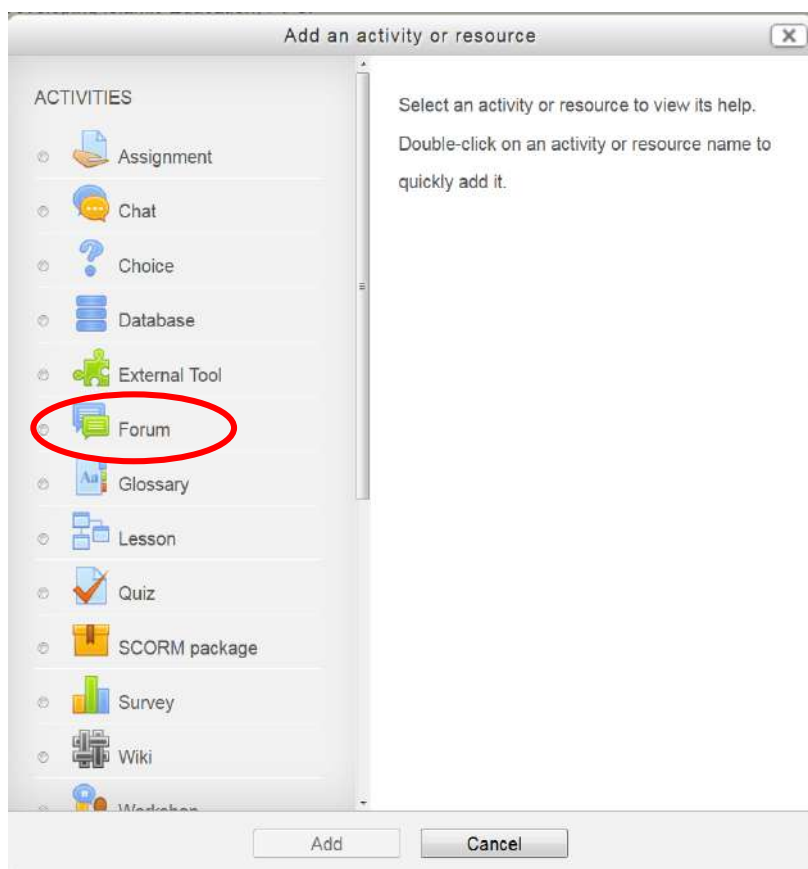 Add an activity or resource
ACTIVITIES
Assignment
Chat
Choice
Database
External Tool
Forum
Aa
Glossary
Lesson
Quiz
SCORM package
Survey
Wiki
Workshop
Select an activity or resource to view its help.
Double-click on an activity or resource name to
quickly add it.
Add
Cancel